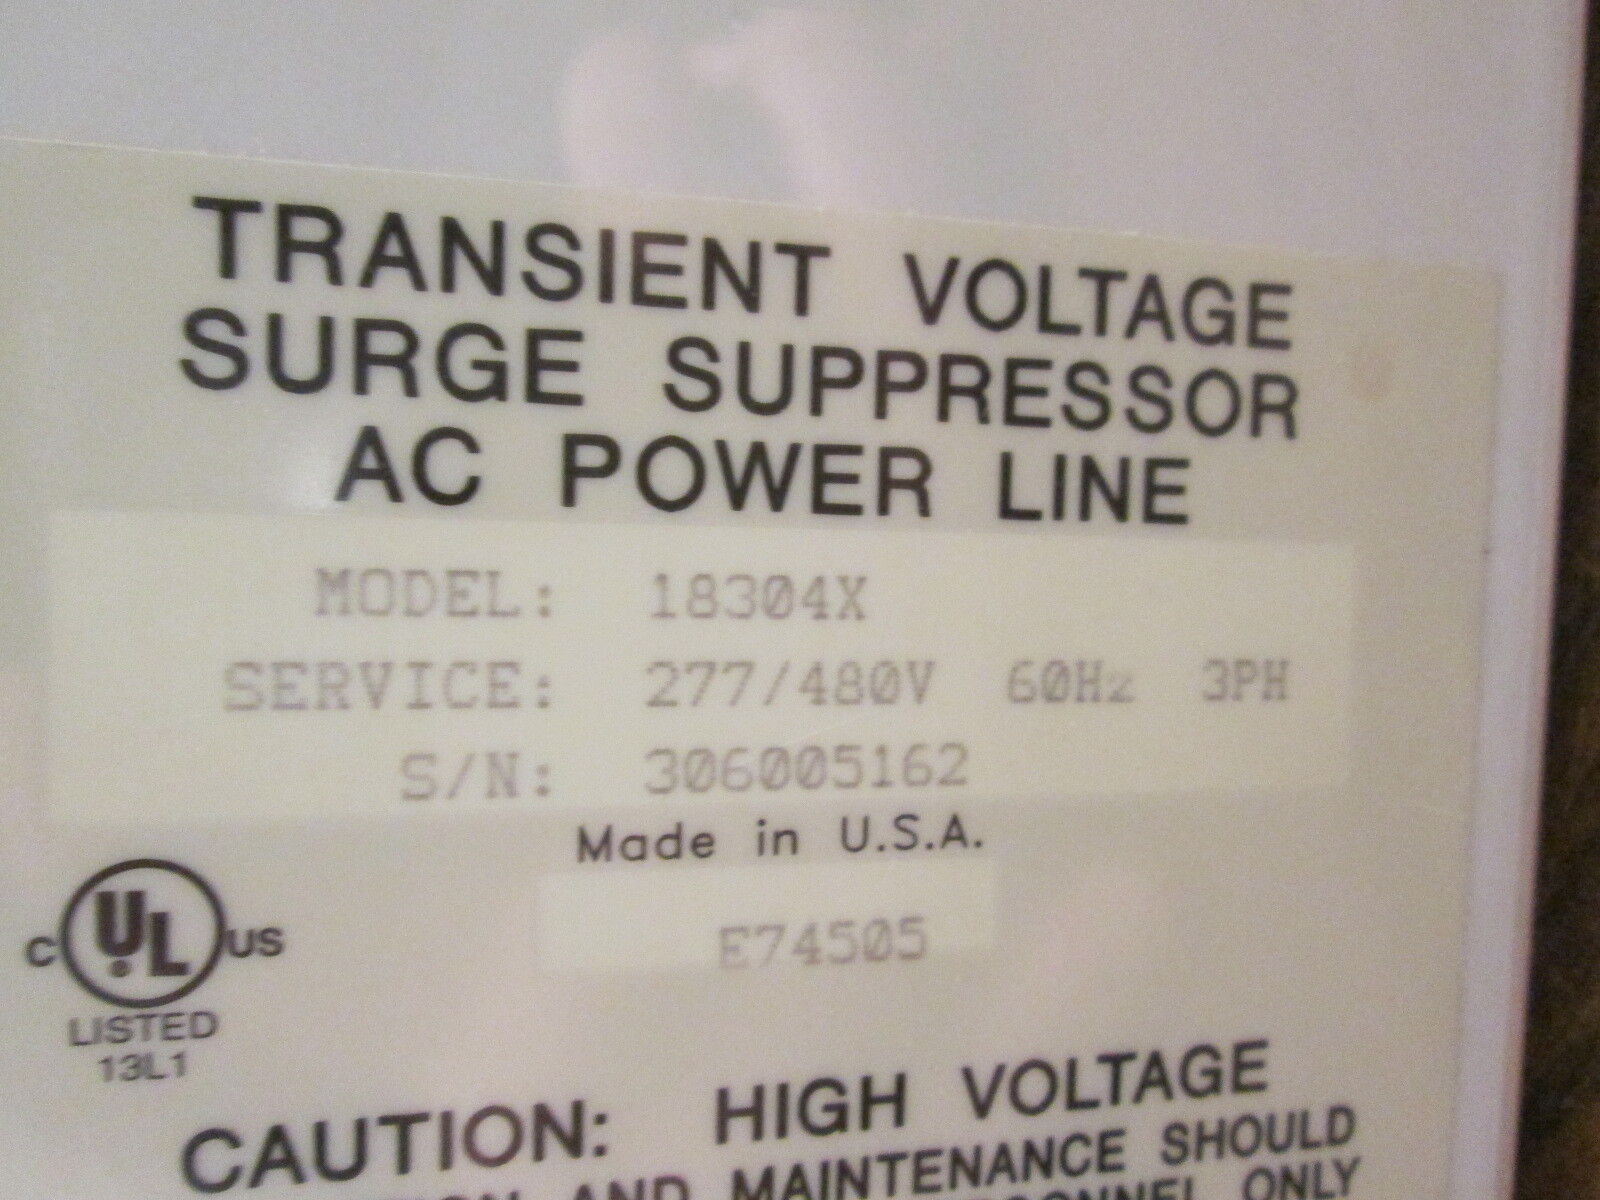 TRANSIENT VOLTAGE
SURGE SUPPRESSOR
AC POWER LINE
MODEL: 18304X
SERVICE: 277/480V 60Hz 3PH
S/N: 306005162
Made in U.S.A.
E74505
C UL US
LISTED
13L1
CAUTION: HIGH VOLTAGE
AND MAINTENANCE SHOULD
ONLY